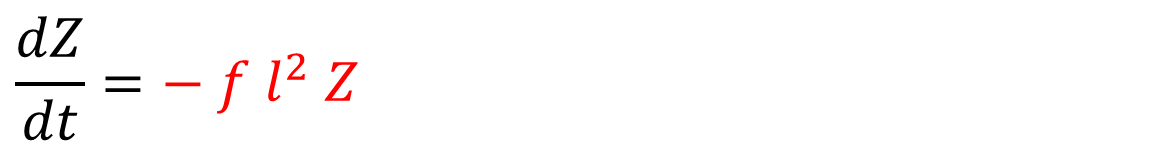 dZ/dt = − f l² Z